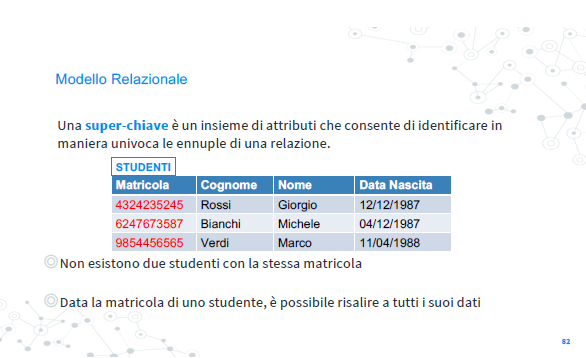 Modello Relazionale
Una super-chiave è un insieme di attributi che consente di identificare in
maniera univoca le ennuple di una relazione.
STUDENTI
Matricola Cognome Nome Data Nascita
4324235245 Rossi Giorgio 12/12/1987
6247673587 Bianchi Michele 04/12/1987
9854456565 Verdi Marco 11/04/1988
Non esistono due studenti con la stessa matricola
Data la matricola di uno studente, è possibile risalire a tutti i suoi dati
82